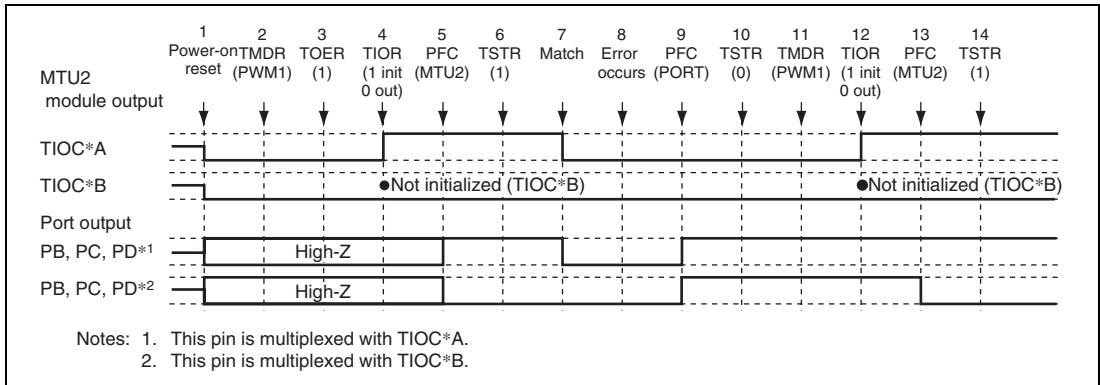 1 2 3 4 5 6 7 8 9 10 11 12 13 14
Power-on TMDR TOER TIOR PFC TSTR Match Error PFC TSTR TMDR TIOR PFC TSTR
reset (PWM1) (1) (1 init (MTU2) (1) occurs (PORT) (0) (PWM1) (1 init (MTU2) (1)
0 out) 0 out)
MTU2
module output
TIOC*A
TIOC*B ●Not initialized (TIOC*B) ●Not initialized (TIOC*B)
Port output
PB, PC, PD*1 High-Z
PB, PC, PD*2 High-Z
Notes: 1. This pin is multiplexed with TIOC*A.
2. This pin is multiplexed with TIOC*B.